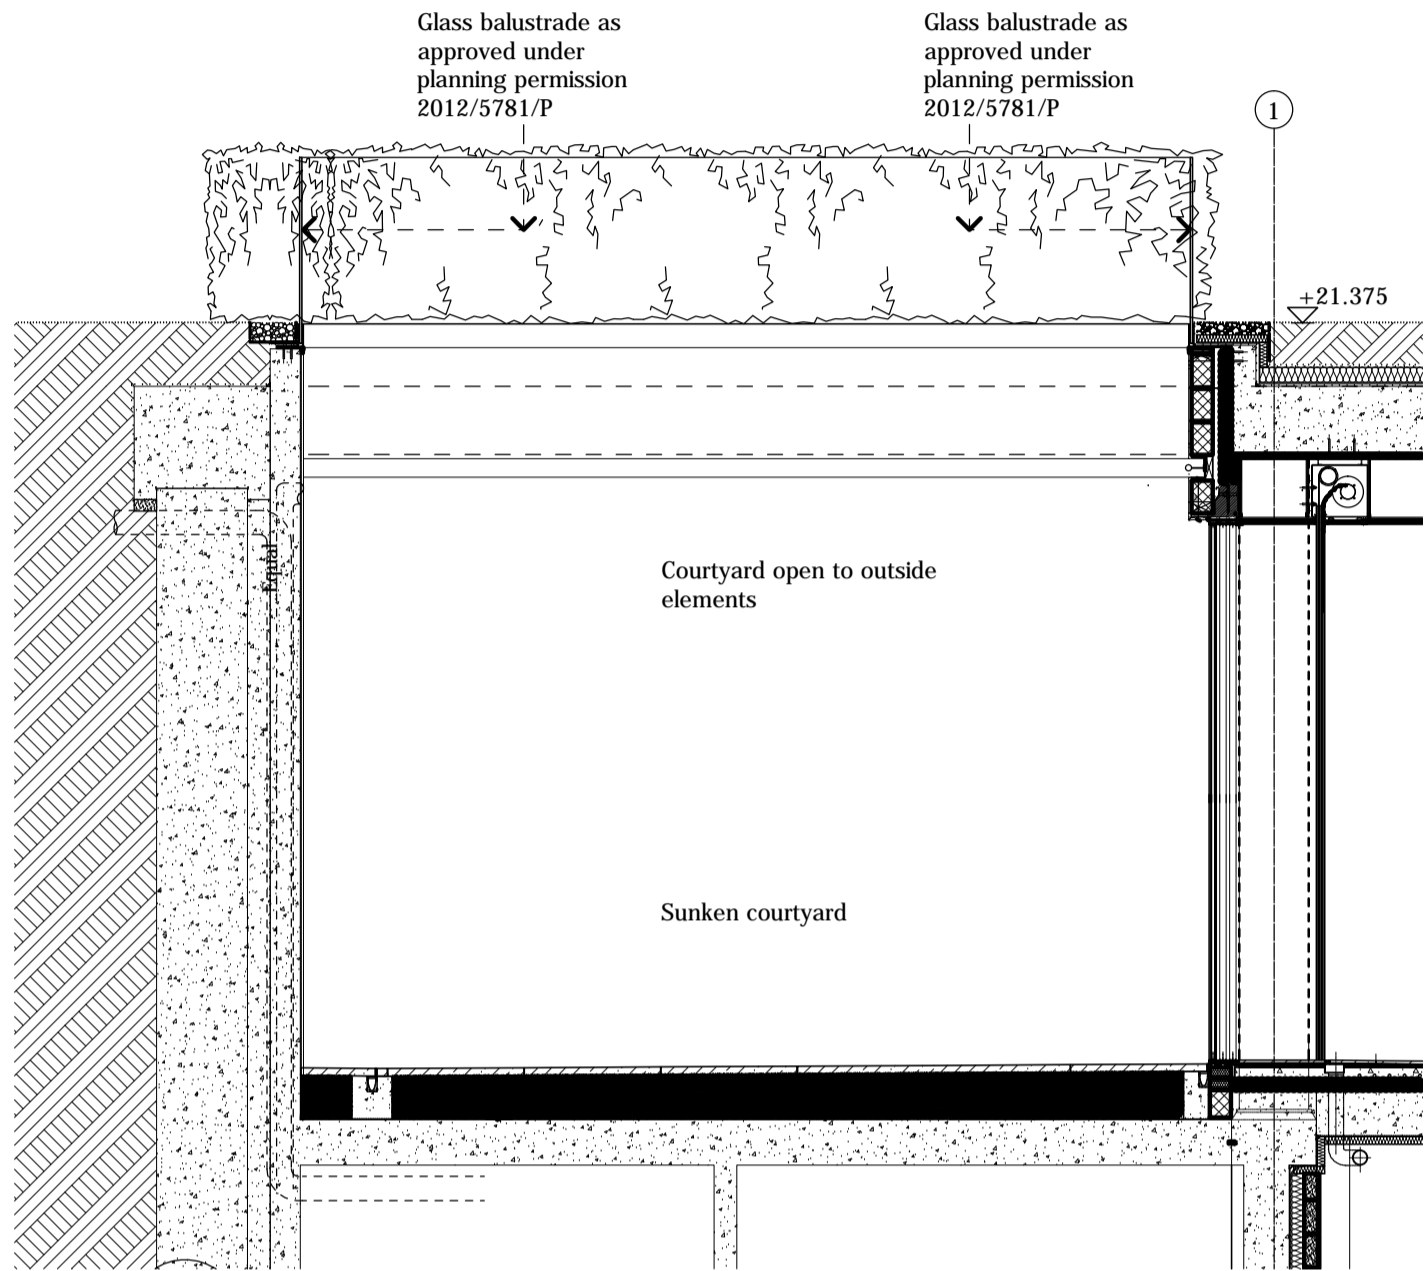 Glass balustrade as
approved under
planning permission
2012/5781/P
Glass balustrade as
approved under
planning permission
2012/5781/P
1
+21.375
Equal
Courtyard open to outside
elements
Sunken courtyard